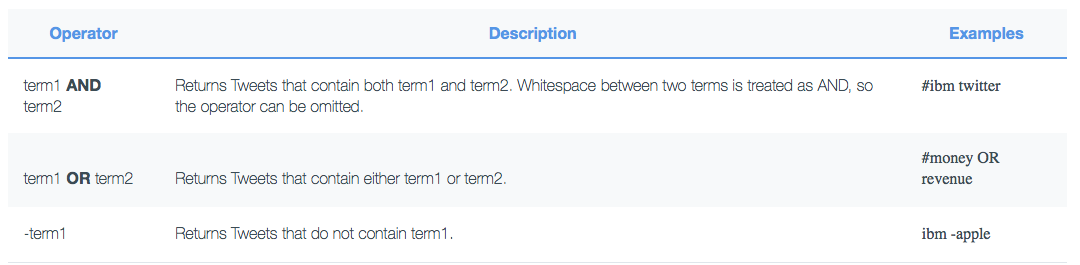 Operator Description Examples
term1 AND term2
Returns Tweets that contain both term1 and term2. Whitespace between two terms is treated as AND, so
the operator can be omitted.
#ibm twitter
term1 OR term2
Returns Tweets that contain either term1 or term2.
#money OR
revenue
-term1
Returns Tweets that do not contain term1.
ibm -apple